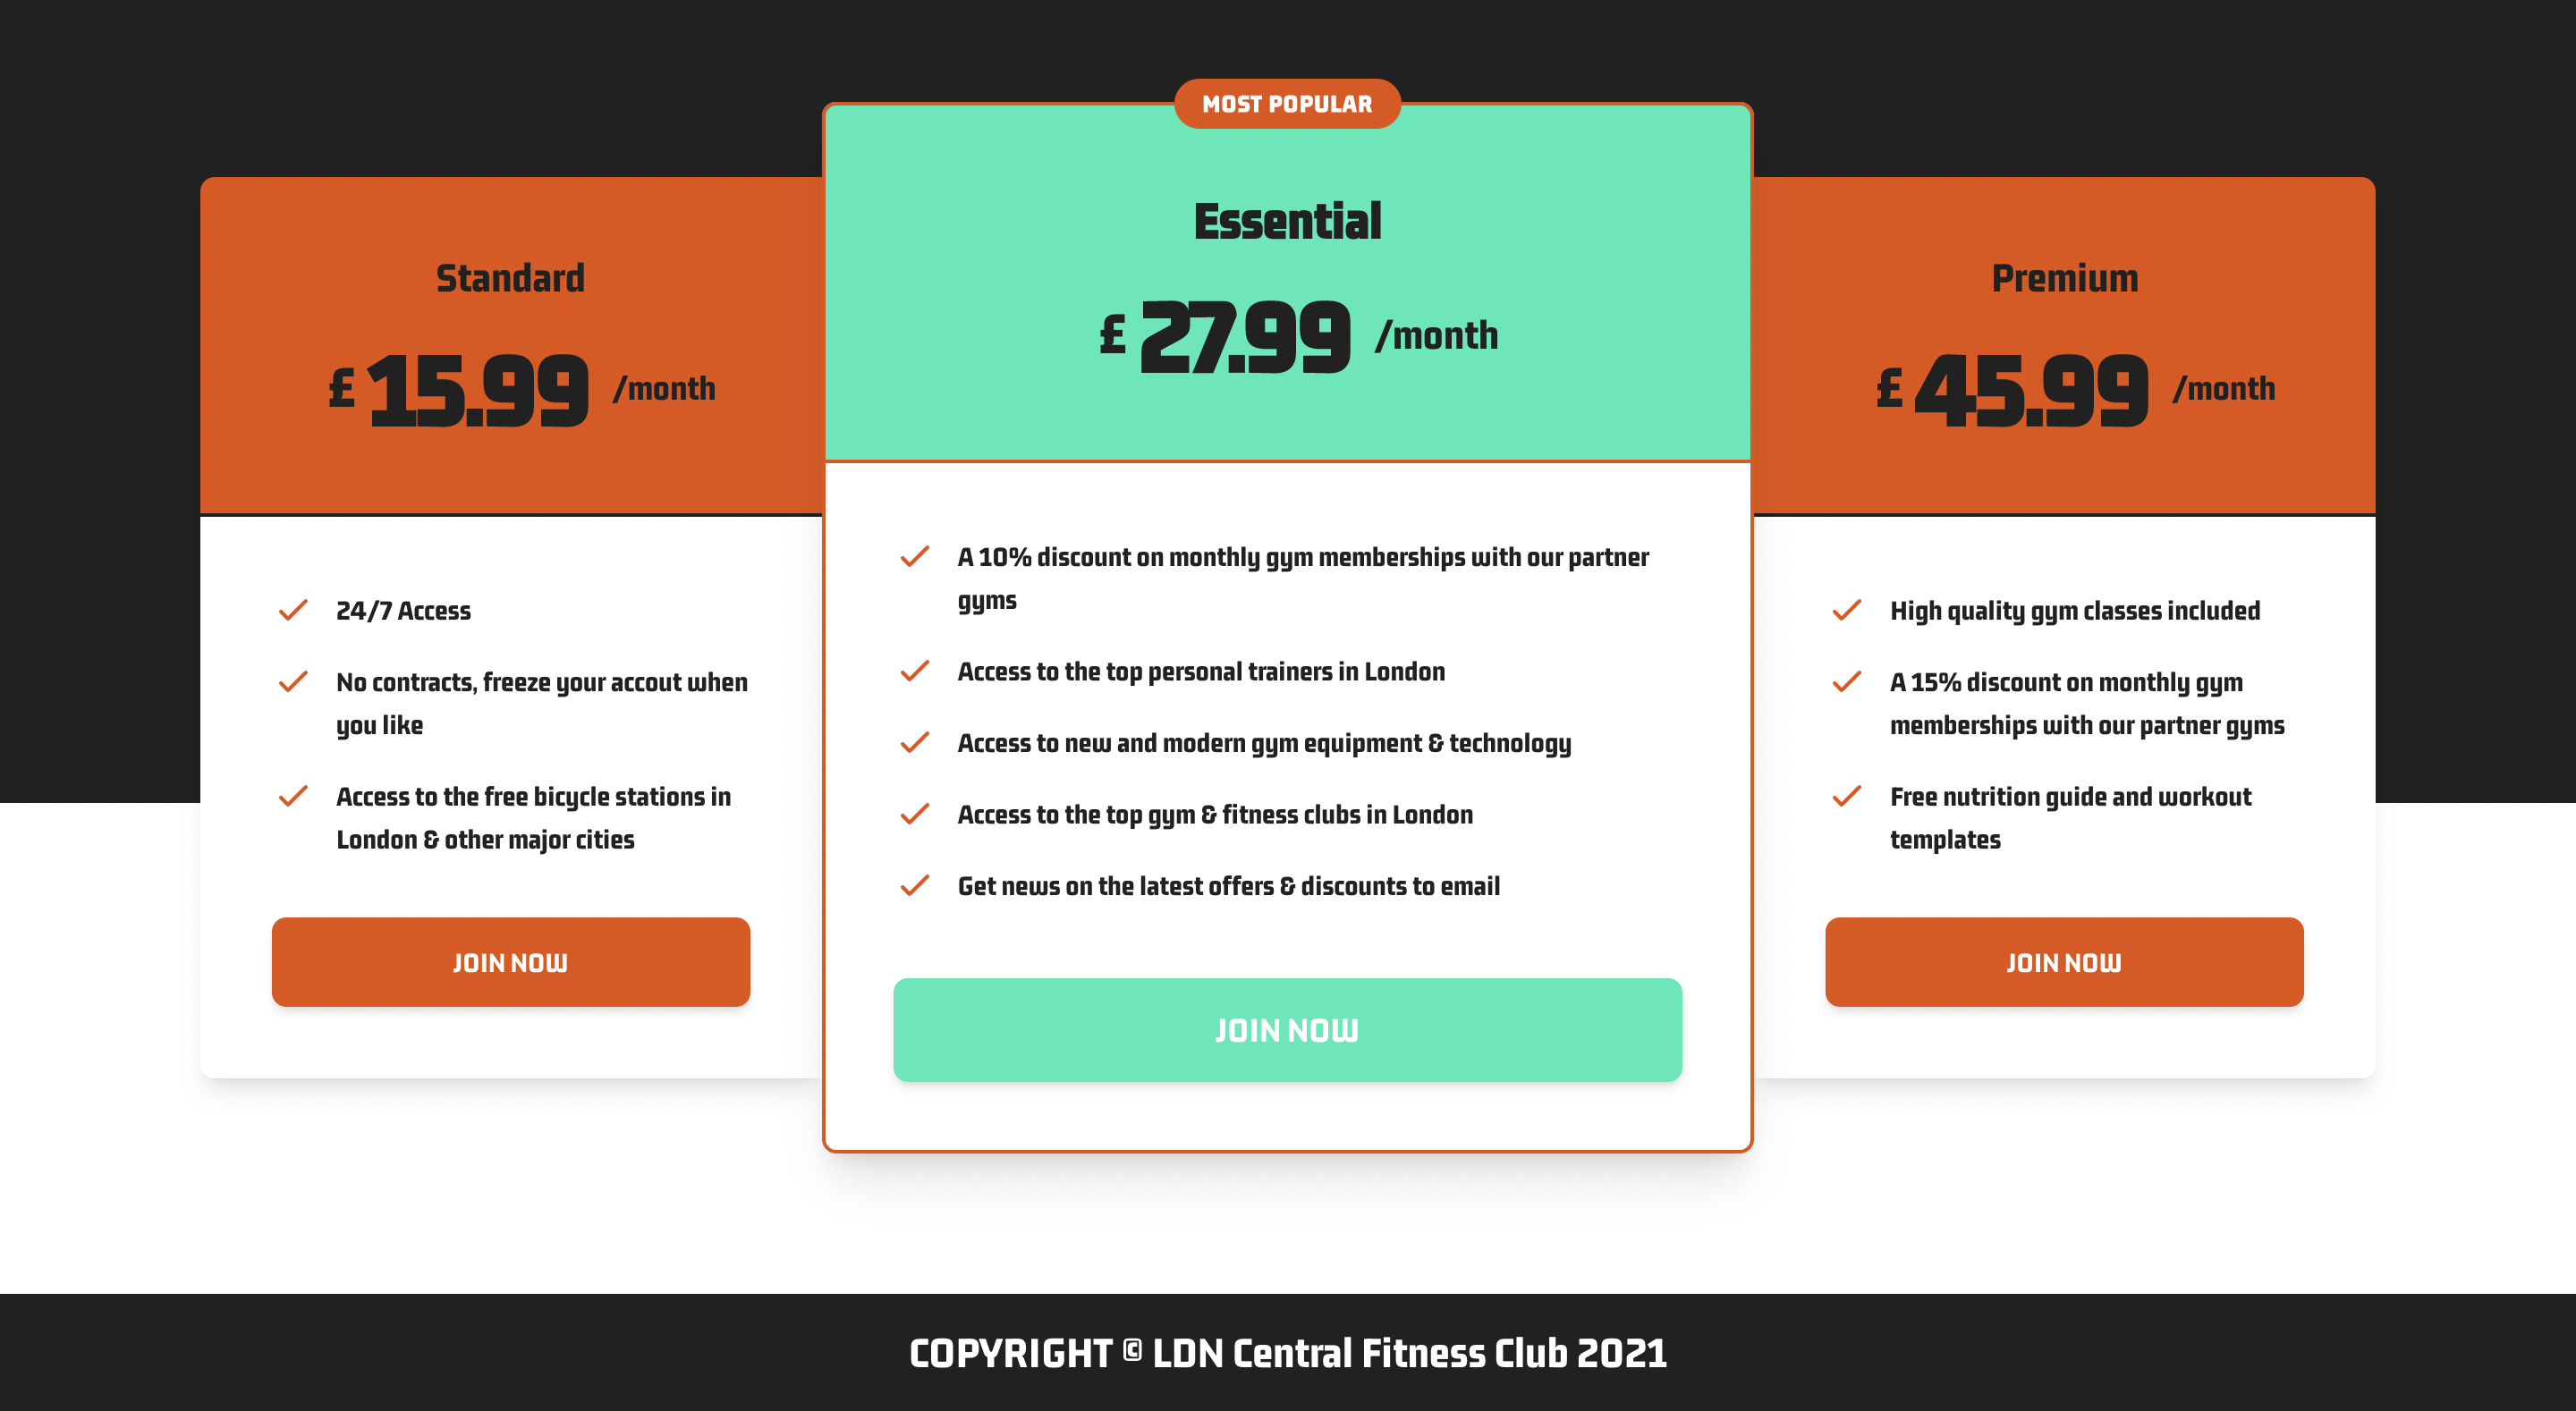 MOST POPULAR
Standard
£ 15.99 /month
24/7 Access
No contracts, freeze your accout when
you like
Access to the free bicycle stations in
London & other major cities
JOIN NOW
Essential
£ 27.99 /month
A 10% discount on monthly gym memberships with our partner
gyms
Access to the top personal trainers in London
Access to new and modern gym equipment & technology
Access to the top gym & fitness clubs in London
Get news on the latest offers & discounts to email
JOIN NOW
Premium
£ 45.99 /month
High quality gym classes included
A 15% discount on monthly gym
memberships with our partner gyms
Free nutrition guide and workout
templates
JOIN NOW
COPYRIGHT © LDN Central Fitness Club 2021